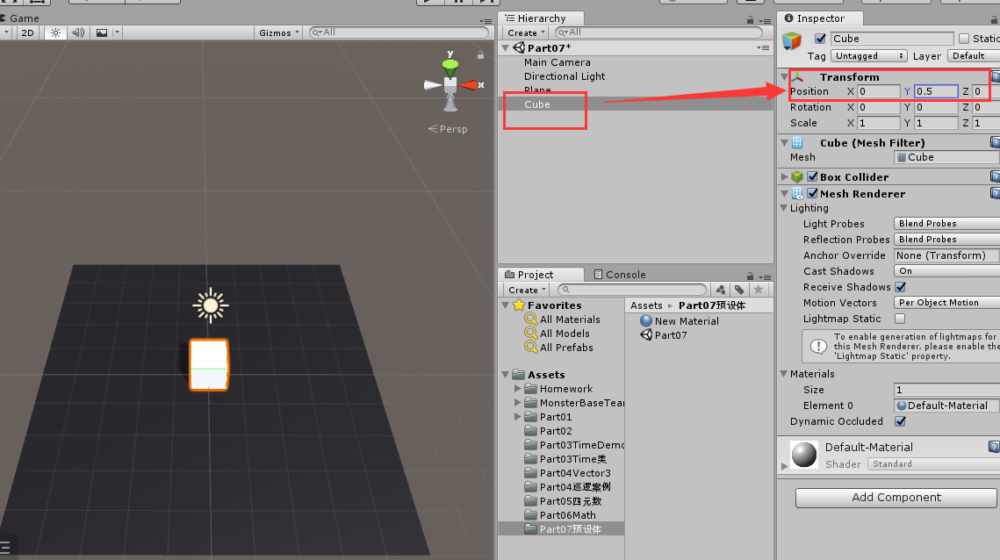 Game
2D
Gizmos
All
y
x
Persp
Hierarchy
Create
All
Part07*
Main Camera
Directional Light
Plane
Cube
Project
Console
Create
Favorites
All Materials
All Models
All Prefabs
Assets
Homework
MonsterBaseTear
Part01
Part02
Part03TimeDemo
Part03Time类
Part04Vector3
Part04巡逻案例
Part05四元数
Part06Math
Part07预设体
Assets ▸ Part07预设体
New Material
Part07
Inspector
Cube
Static
Tag Untagged Layer Default
Transform
Position X 0 Y 0.5 Z 0
Rotation X 0 Y 0 Z 0
Scale X 1 Y 1 Z 1
Cube (Mesh Filter)
Mesh Cube
Box Collider
Mesh Renderer
Lighting
Light Probes Blend Probes
Reflection Probes Blend Probes
Anchor Override None (Transform)
Cast Shadows On
Receive Shadows
Motion Vectors Per Object Motion
Lightmap Static
To enable generation of lightmaps for
this Mesh Renderer, please enable the
'Lightmap Static' property.
Materials
Size 1
Element 0 Default-Material
Dynamic Occluded
Default-Material
Shader Standard
Add Component